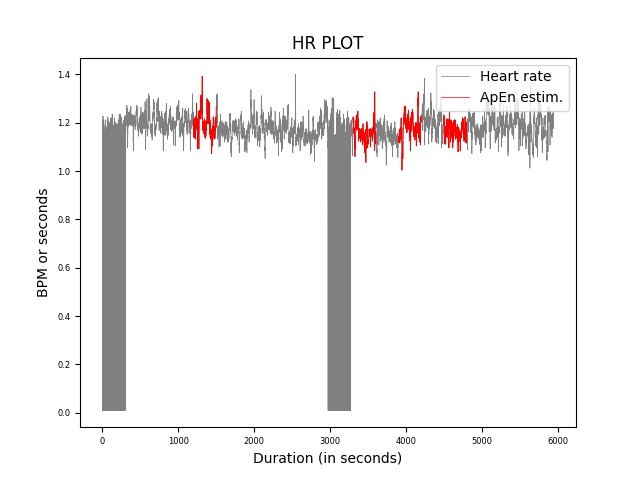 HR PLOT
Heart rate
ApEn estim.
BPM or seconds
1.4
1.2
1.0
0.8
0.6
0.4
0.2
0.0
0 1000 2000 3000 4000 5000 6000
Duration (in seconds)